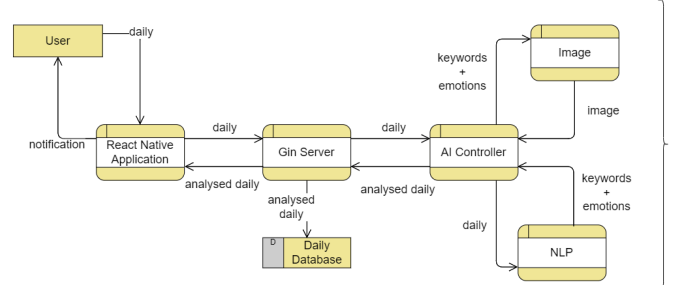 User
daily
Image
keywords
+
emotions
image
notification
React Native
Application
daily
Gin Server
daily
AI Controller
analysed daily
analysed daily
analysed
daily
keywords
+
emotions
daily
D
Daily
Database
NLP